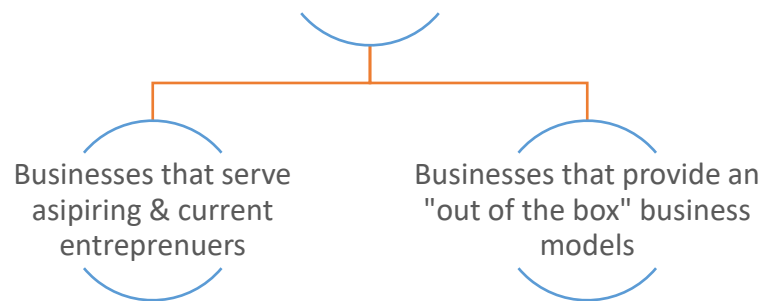 Businesses that serve
asipiring & current
entreprenuers
Businesses that provide an
"out of the box" business
models